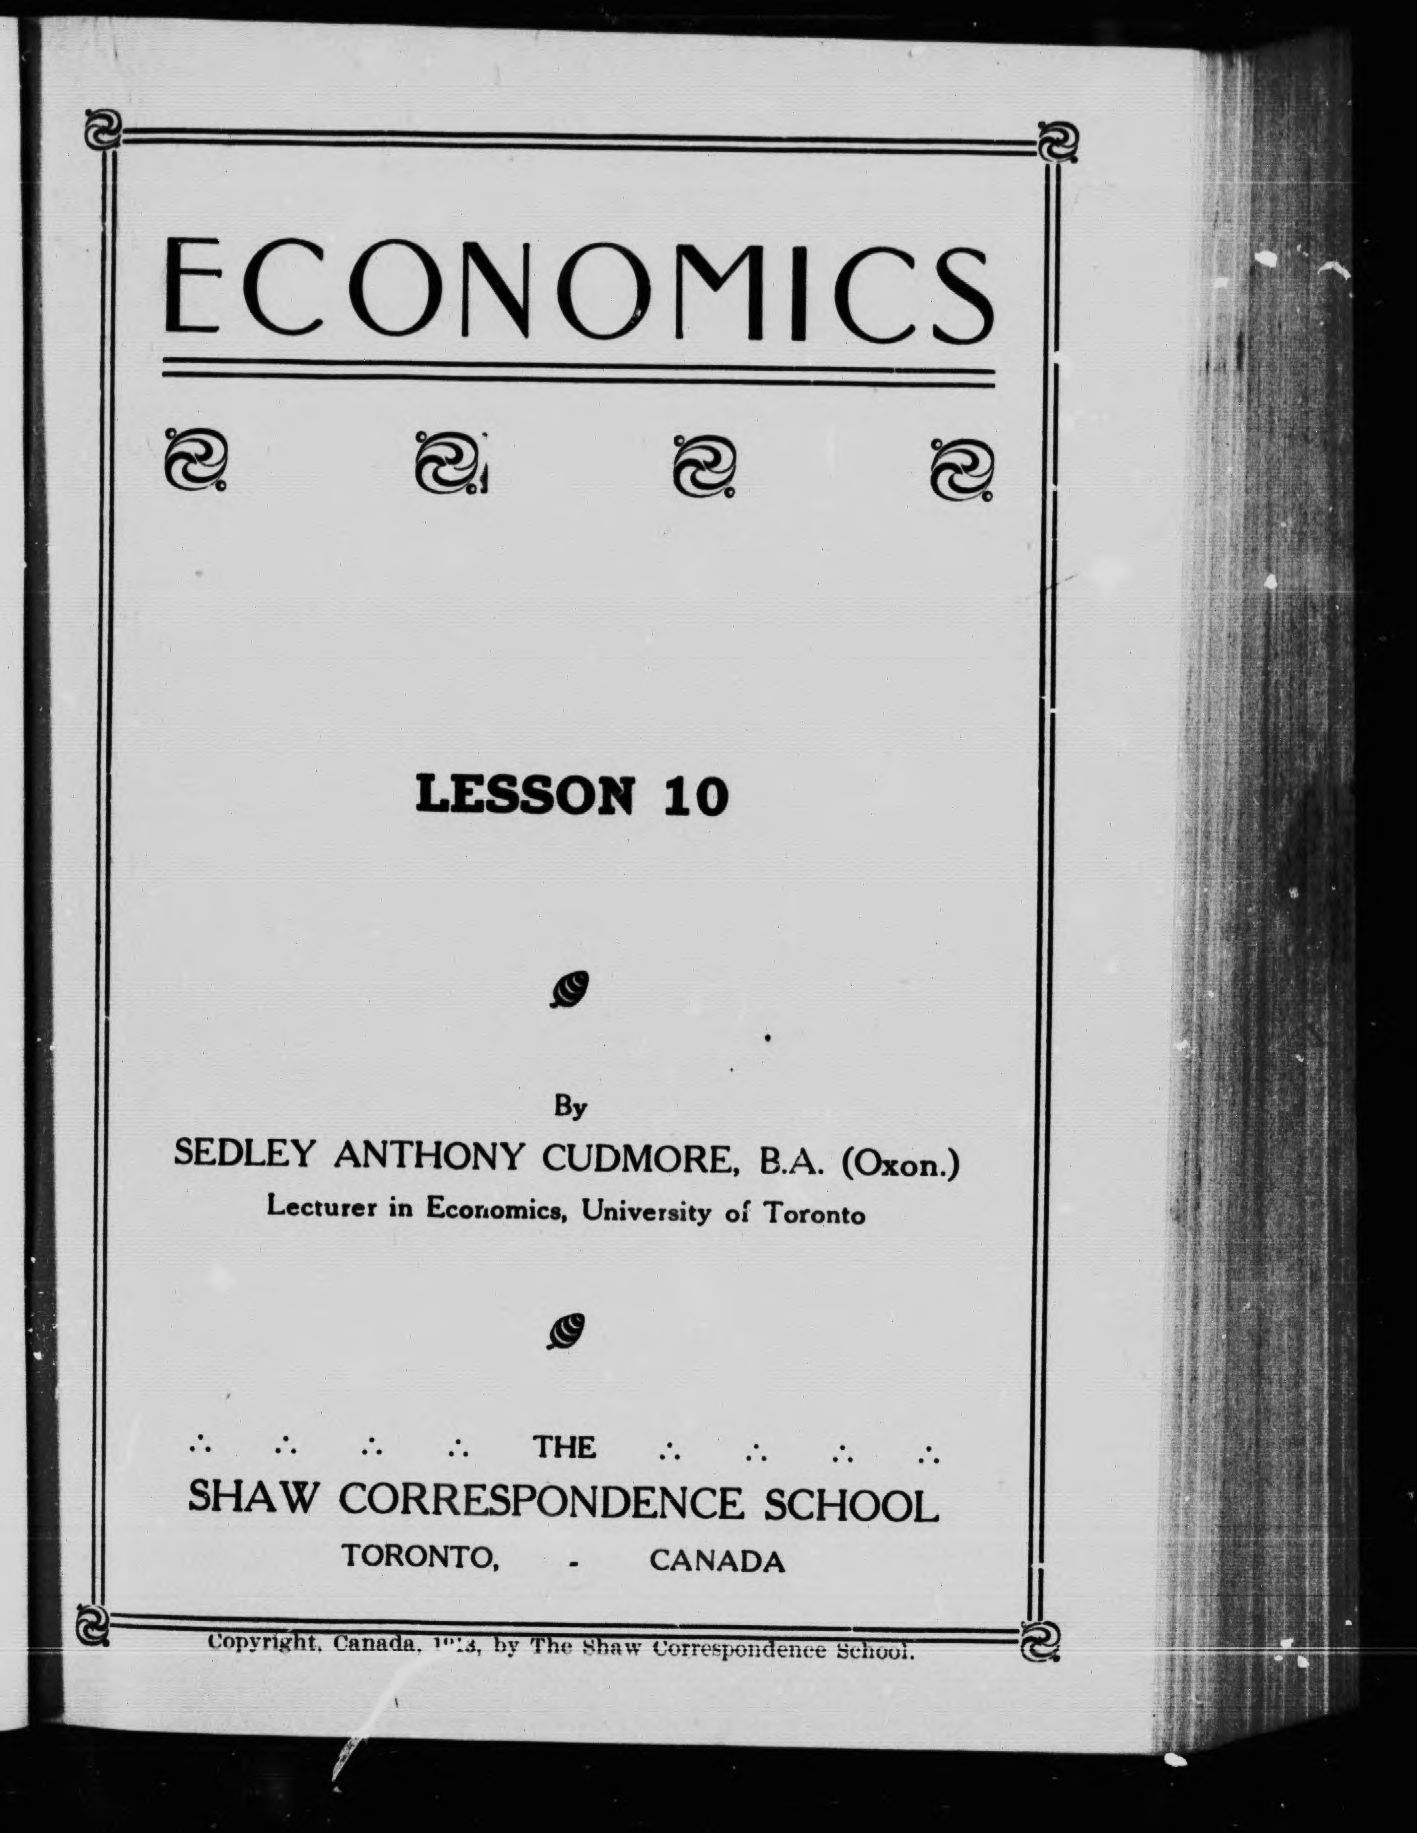 ECONOMICS
LESSON 10
By
SEDLEY ANTHONY CUDMORE, B.A. (Oxon.)
Lecturer in Economics, University of Toronto
THE
SHAW CORRESPONDENCE SCHOOL
TORONTO, - CANADA
Copyright, Canada, by The Shaw Correspondence School.